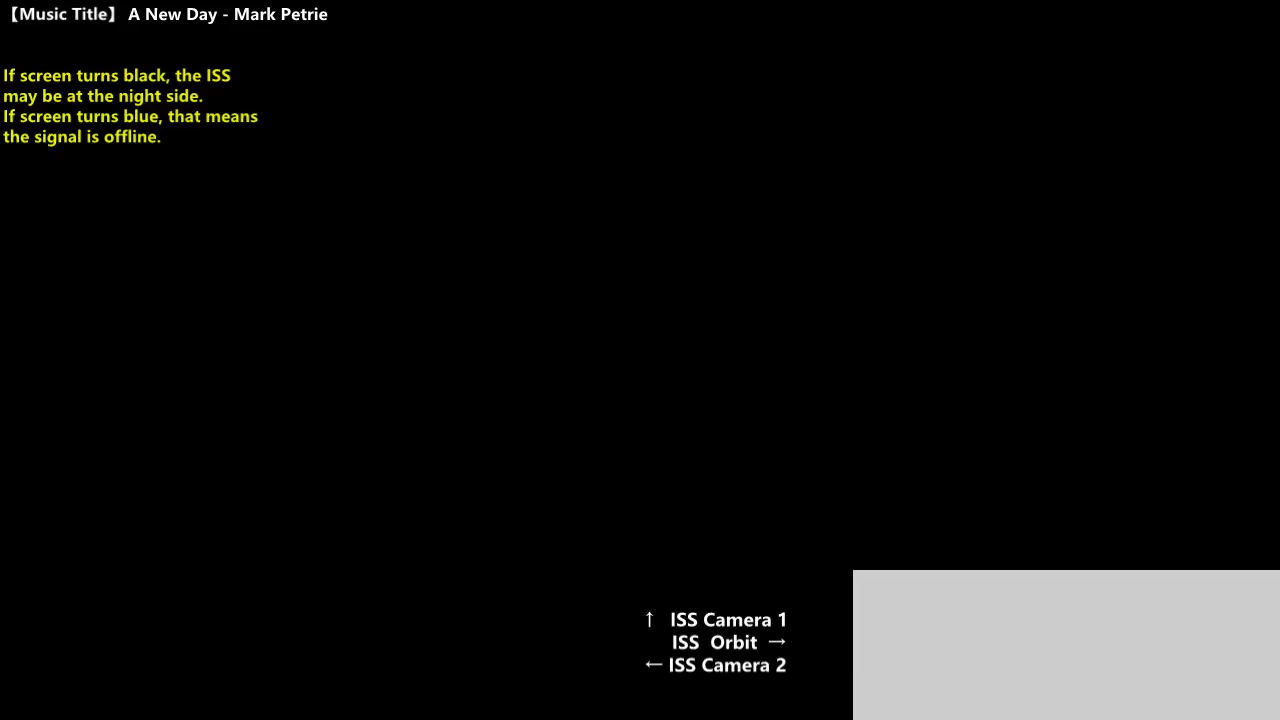 【Music Title】 A New Day - Mark Petrie
If screen turns black, the ISS
may be at the night side.
If screen turns blue, that means
the signal is offline.
↑ ISS Camera 1
ISS Orbit →
← ISS Camera 2